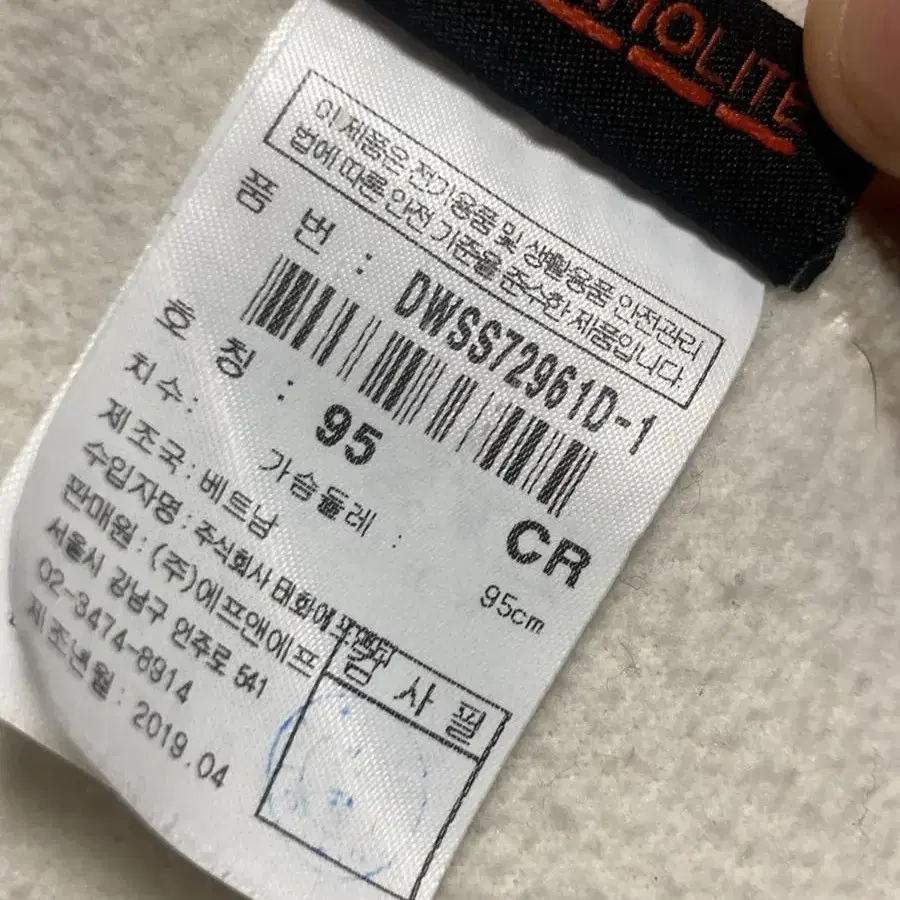 MOLITE
이 제품은 전기용품 및 생활용품 안전관리
법에 따른 안전 기준을 준수한 제품입니다.
품 번 : DWSS72961D-1
호 칭 : 95 CR
치수: 가슴둘레 : 95cm
제조국 : 베트남
수입자명 : 주식회사 태화에프앤디
판매원 : (주)에프앤에프
서울시 강남구 언주로 541
02-3474-8914
제조년월 : 2019.04
검 사 필